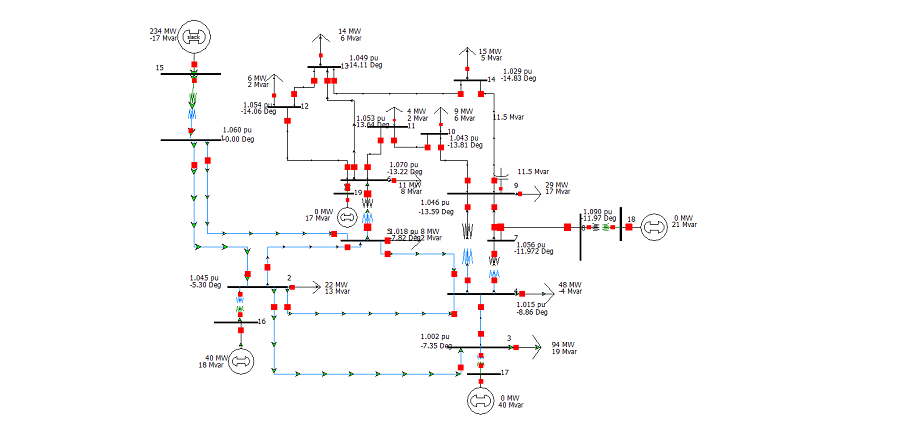 234 MW
-17 Mvar
slack
15
14 MW
6 Mvar
1.049 pu
-14.11 Deg
13
15 MW
5 Mvar
1.029 pu
-14.83 Deg
14
6 MW
2 Mvar
1.054 pu
-14.06 Deg
12
4 MW
2 Mvar
1.053 pu
-13.64 Deg
11
9 MW
6 Mvar
10
1.043 pu
-13.81 Deg
11.5 Mvar
1.060 pu
0.00 Deg
1.070 pu
-13.22 Deg
6
11 MW
8 Mvar
19
0 MW
17 Mvar
11.5 Mvar
9
29 MW
17 Mvar
1.046 pu
-13.59 Deg
1.090 pu
-11.97 Deg
8
18
0 MW
21 Mvar
5
1.018 pu
-7.82 Deg
8 MW
2 Mvar
7
1.056 pu
-11.972 Deg
1.045 pu
-5.30 Deg
2
22 MW
13 Mvar
4
48 MW
-4 Mvar
1.015 pu
-8.86 Deg
16
40 MW
18 Mvar
1.002 pu
-7.35 Deg
3
94 MW
19 Mvar
17
0 MW
40 Mvar